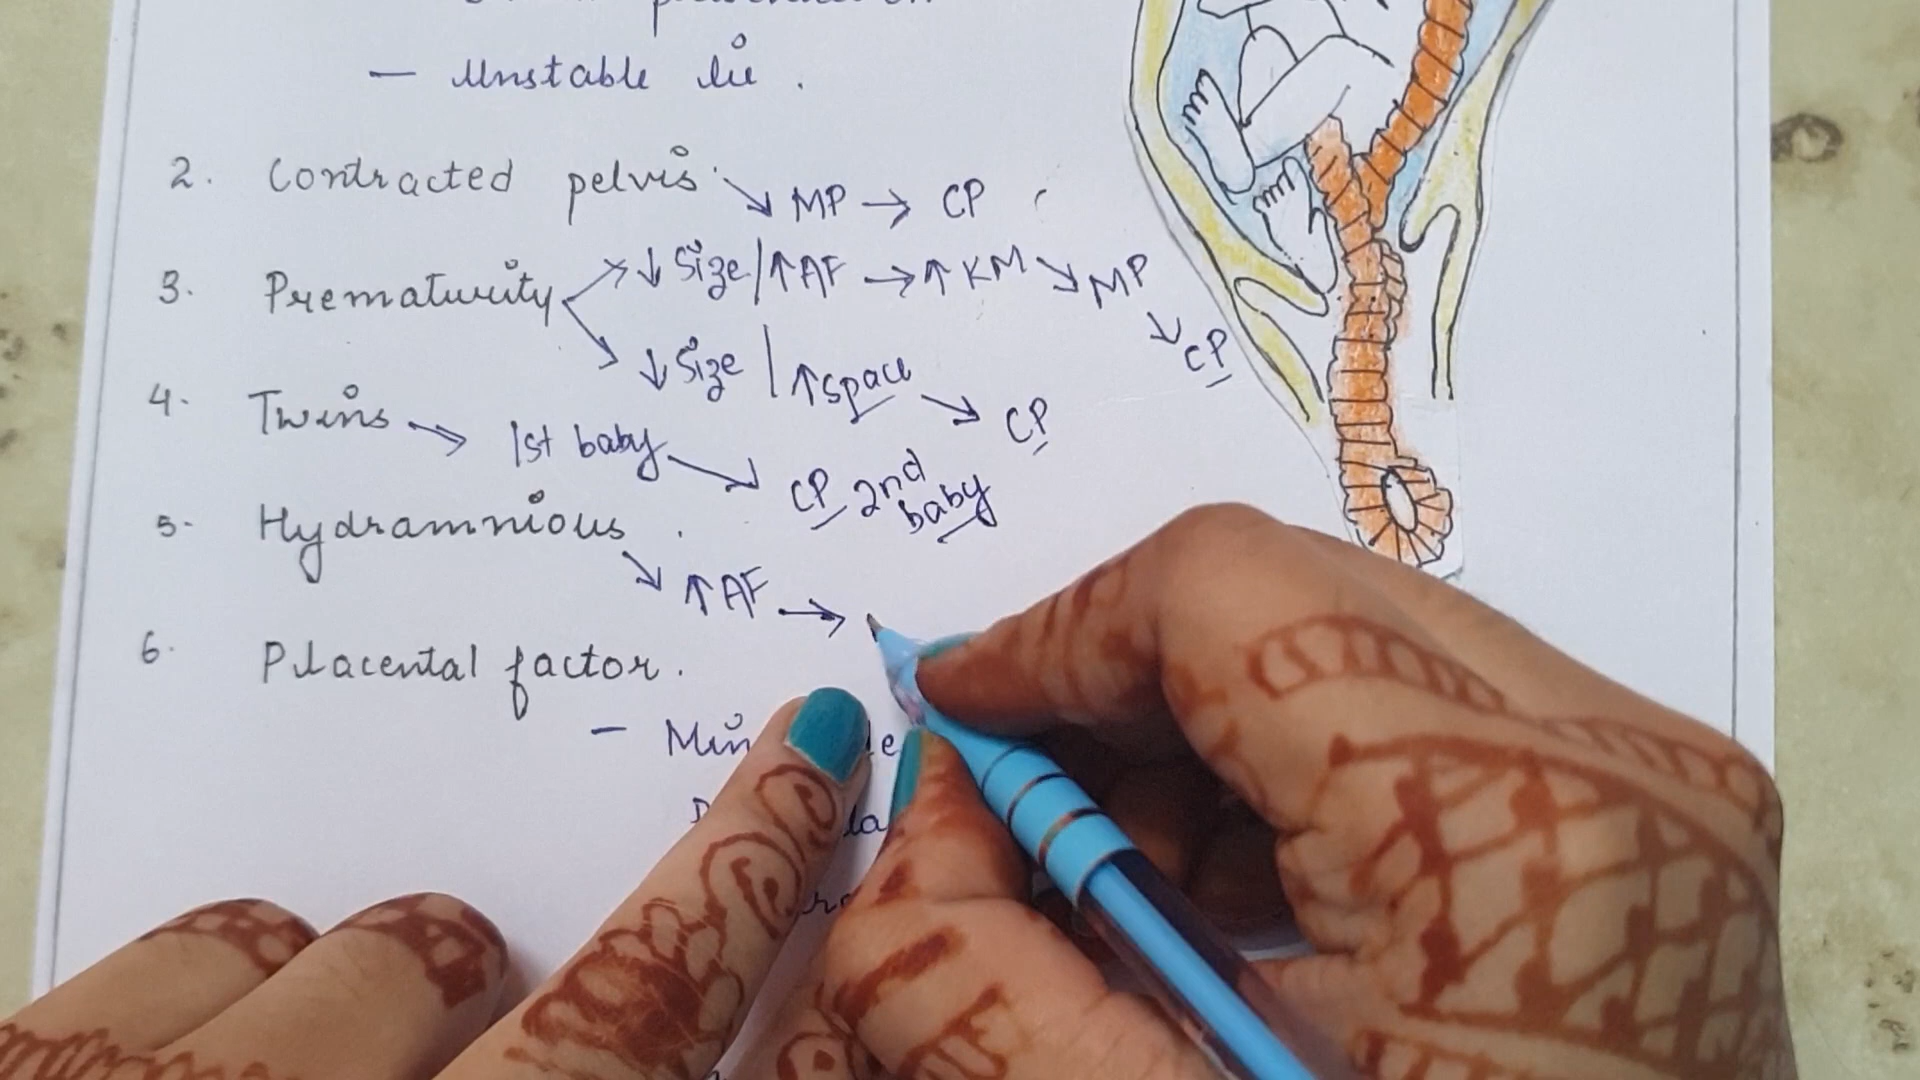 — Unstable lie .
2. Contracted pelvis ↘ MP → CP
3. Prematurity ↗ ↓ Size / ↑ AF → ↑ KM ↘ MP ↘ CP
↘ ↓ Size | ↑ space → CP
4. Twins → 1st baby → CP 2nd baby
5. Hydramnious .
↘ ↑ AF →
6. Placental factor .
—